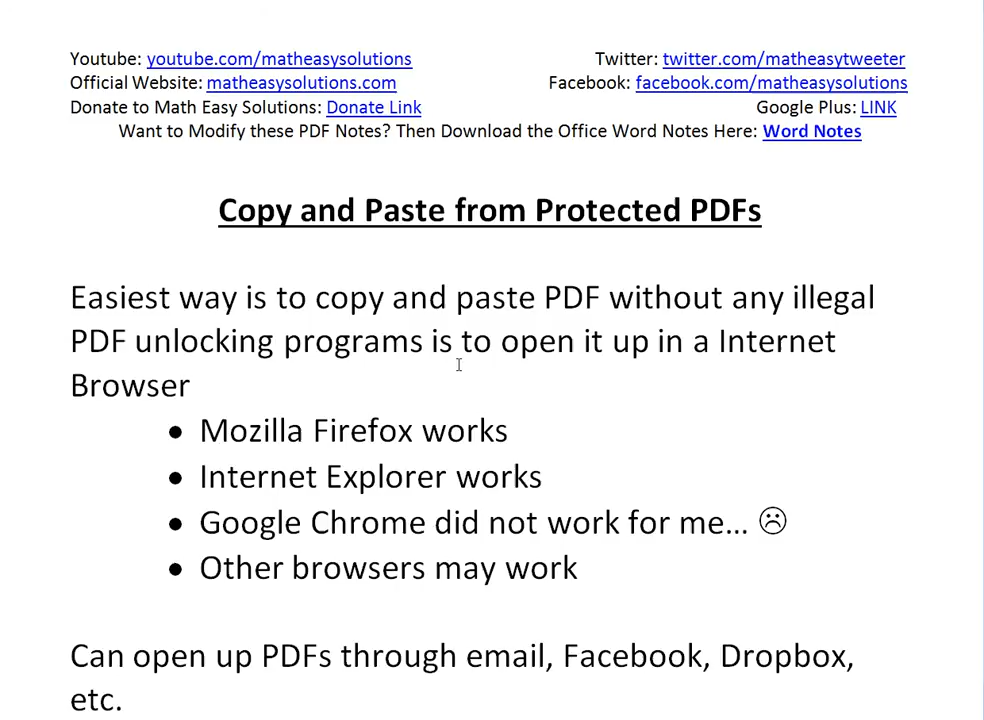 Youtube: youtube.com/matheasysolutions Twitter: twitter.com/matheasytweeter
Official Website: matheasysolutions.com Facebook: facebook.com/matheasysolutions
Donate to Math Easy Solutions: Donate Link Google Plus: LINK
Want to Modify these PDF Notes? Then Download the Office Word Notes Here: Word Notes
Copy and Paste from Protected PDFs
Easiest way is to copy and paste PDF without any illegal
PDF unlocking programs is to open it up in a Internet
Browser
• Mozilla Firefox works
• Internet Explorer works
• Google Chrome did not work for me... ☹
• Other browsers may work
Can open up PDFs through email, Facebook, Dropbox,
etc.